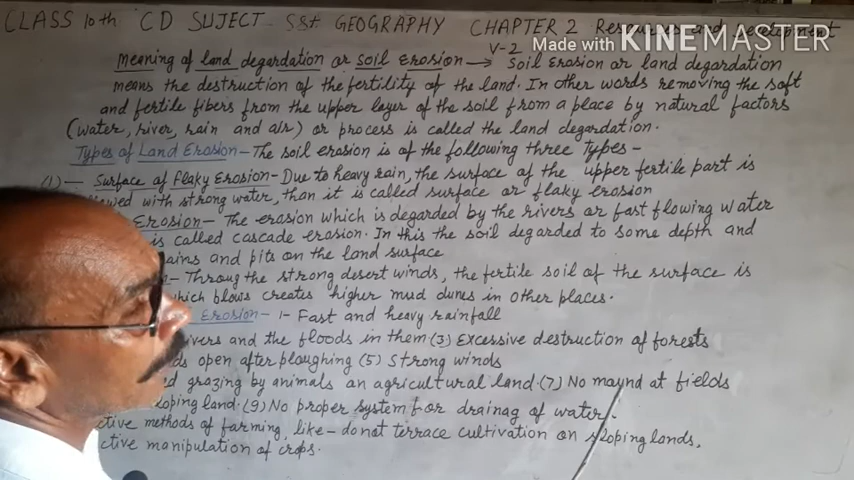 CLASS 10th CD SUJECT- SSt GEOGRAPHY CHAPTER 2 Resources and Development
V-2 Made with KINEMASTER
Meaning of land degardation or soil erosion → Soil erosion or land degardation
means the destruction of the fertility of the land. In other words removing the soft
and fertile fibers from the upper layer of the soil from a place by natural factors
(water, river, rain and air) or process is called the land degardation.
Types of Land Erosion - The soil erosion is of the following three types -
(1) - Surface of flaky Erosion - Due to heavy rain, the surface of the upper fertile part is
with strong water, than it is called surface or flaky erosion
Erosion - The erosion which is degarded by the rivers or fast flowing water
is called cascade erosion. In this the soil degarded to some depth and
and pits on the land surface
- Throug the strong desert winds, the fertile soil of the surface is
which blows creates higher mud dunes in other places.
Erosion - 1- Fast and heavy rainfall
and the floods in them (3) Excessive destruction of forests
open after ploughing (5) Strong winds
grazing by animals an agricultural land. (7) No maynd at fields
land. (9) No proper system for drainag of water.
methods of farming, like - do not terrace cultivation on sloping lands,
manipulation of crops.